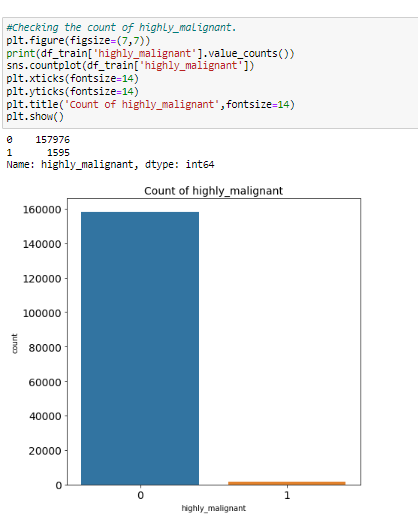 #Checking the count of highly_malignant.
plt.figure(figsize=(7,7))
print(df_train['highly_malignant'].value_counts())
sns.countplot(df_train['highly_malignant'])
plt.xticks(fontsize=14)
plt.yticks(fontsize=14)
plt.title('Count of highly_malignant',fontsize=14)
plt.show()
0    157976
1      1595
Name: highly_malignant, dtype: int64
Count of highly_malignant
160000
140000
120000
100000
80000
60000
40000
20000
0
count
0 1
highly_malignant